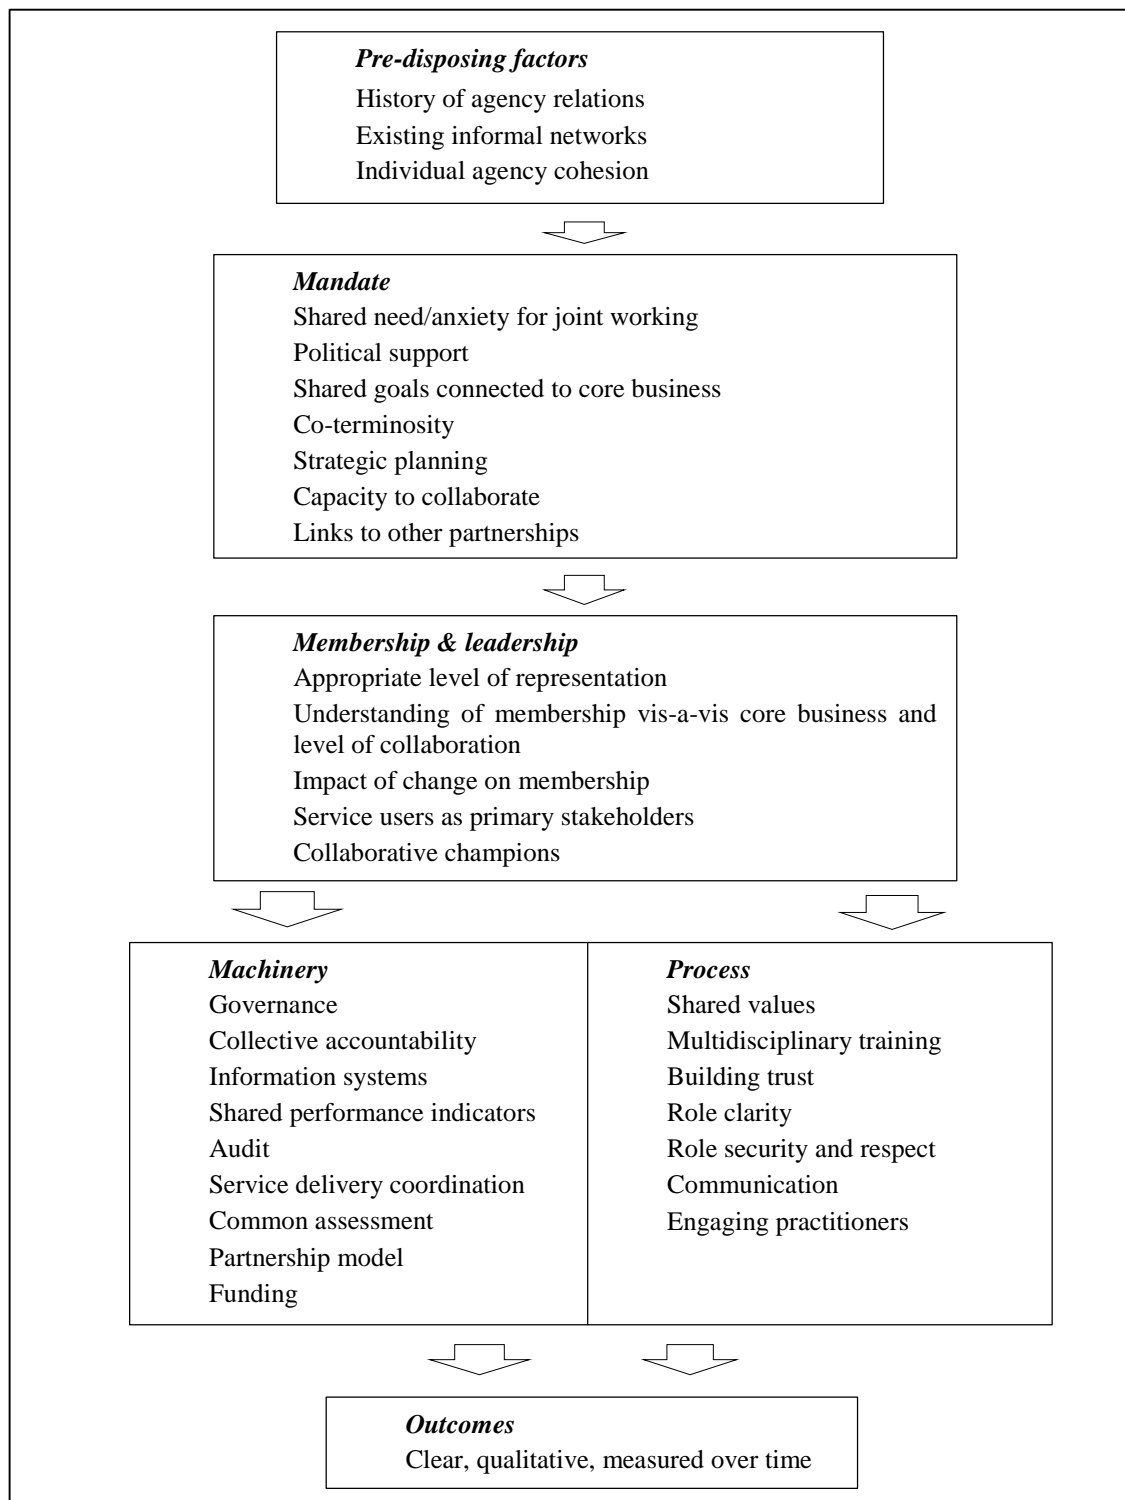 Pre-disposing factors
History of agency relations
Existing informal networks
Individual agency cohesion
Mandate
Shared need/anxiety for joint working
Political support
Shared goals connected to core business
Co-terminosity
Strategic planning
Capacity to collaborate
Links to other partnerships
Membership & leadership
Appropriate level of representation
Understanding of membership vis-a-vis core business and
level of collaboration
Impact of change on membership
Service users as primary stakeholders
Collaborative champions
Machinery
Governance
Collective accountability
Information systems
Shared performance indicators
Audit
Service delivery coordination
Common assessment
Partnership model
Funding
Process
Shared values
Multidisciplinary training
Building trust
Role clarity
Role security and respect
Communication
Engaging practitioners
Outcomes
Clear, qualitative, measured over time